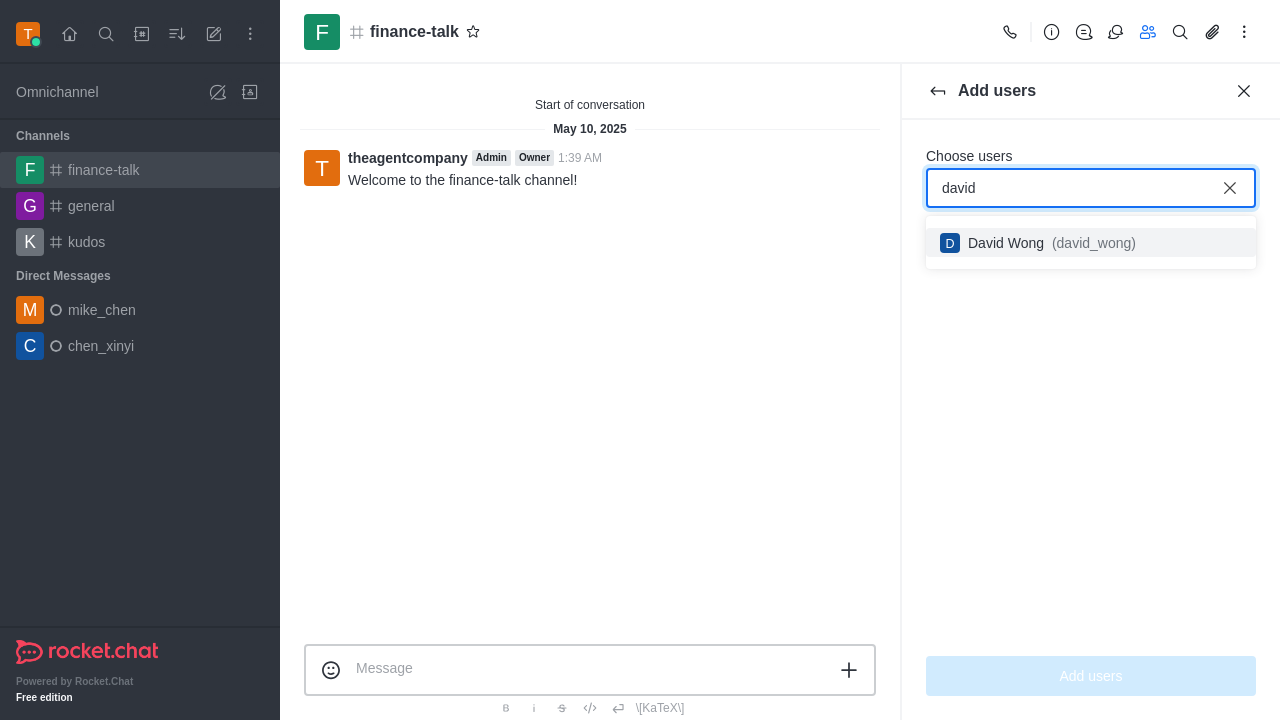 T
Omnichannel
Channels
F finance-talk
G general
K kudos
Direct Messages
M mike_chen
C chen_xinyi
rocket.chat
Powered by Rocket.Chat
Free edition
F finance-talk
Start of conversation
May 10, 2025
T theagentcompany Admin Owner 1:39 AM
Welcome to the finance-talk channel!
Message
B i S </> \[KaTeX\]
Add users
Choose users
david
D David Wong (david_wong)
Add users